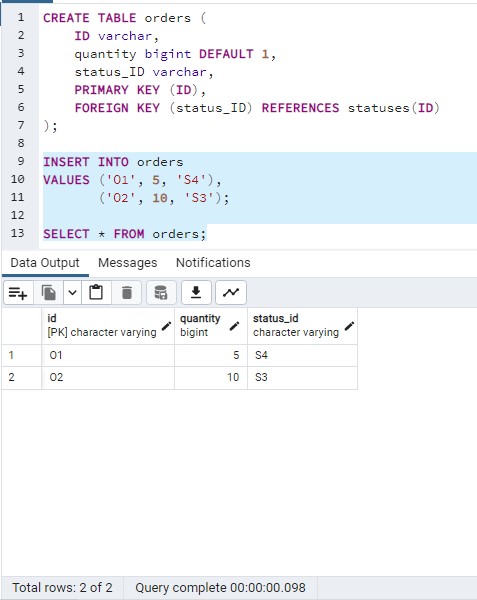 1 CREATE TABLE orders (
2 ID varchar,
3 quantity bigint DEFAULT 1,
4 status_ID varchar,
5 PRIMARY KEY (ID),
6 FOREIGN KEY (status_ID) REFERENCES statuses(ID)
7 );
8
9 INSERT INTO orders
10 VALUES ('O1', 5, 'S4'),
11 ('O2', 10, 'S3');
12
13 SELECT * FROM orders;
Data Output Messages Notifications
id quantity status_id
[PK] character varying bigint character varying
1 O1 5 S4
2 O2 10 S3
Total rows: 2 of 2 Query complete 00:00:00.098